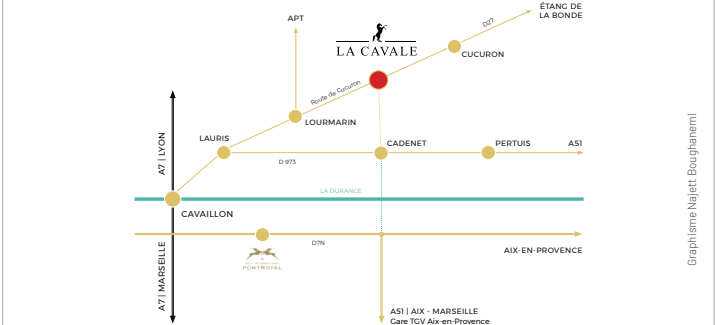 ÉTANG DE
LA BONDE
APT
D27
LA CAVALE
CUCURON
Route de Cucuron
LOURMARIN
LAURIS
CADENET
PERTUIS
A51
D 973
A7 | LYON
LA DURANCE
CAVAILLON
D7N
AIX-EN-PROVENCE
PONTROYAL
A7 | MARSEILLE
A51 | AIX - MARSEILLE
Gare TGV Aix-en-Provence
Graphisme Najett Boughanemi